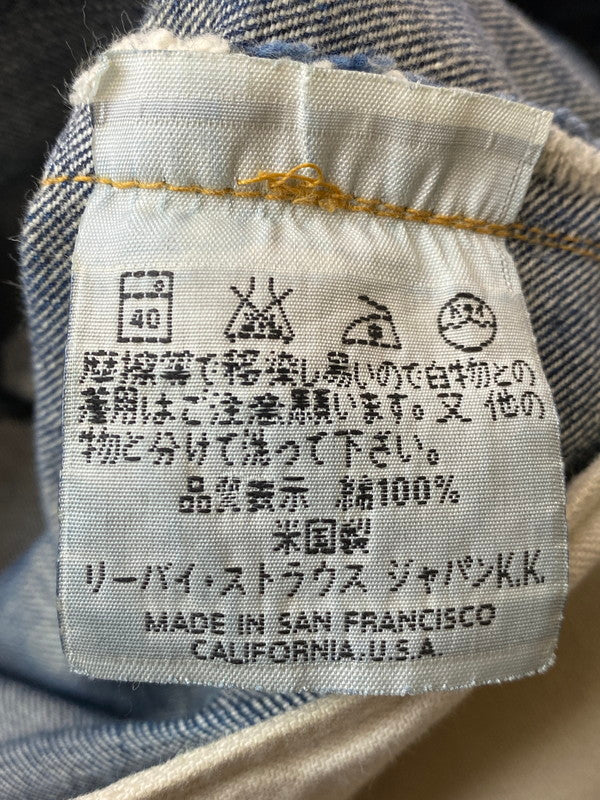 40
摩擦等で移染し易いので白物との
着用はご注意願います。又 他の
物と分けて洗って下さい。
品質表示 綿100%
米国製
リーバイ・ストラウス ジャパンK.K.
MADE IN SAN FRANCISCO
CALIFORNIA, U.S.A.